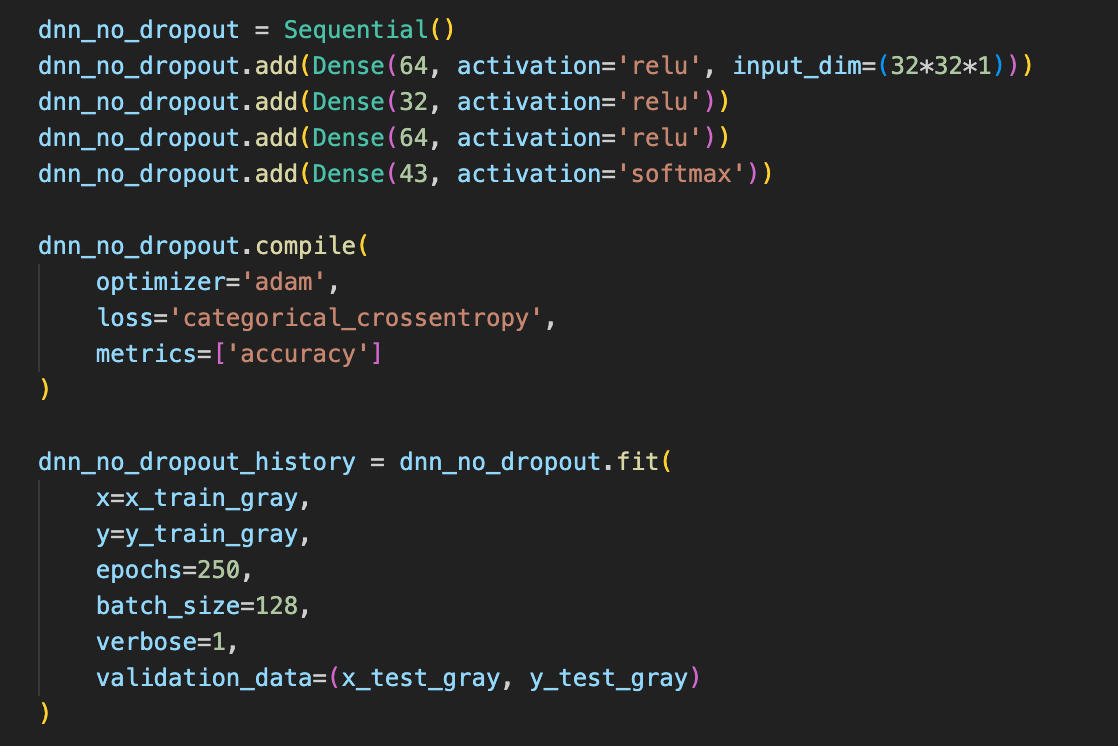 dnn_no_dropout = Sequential()
dnn_no_dropout.add(Dense(64, activation='relu', input_dim=(32*32*1)))
dnn_no_dropout.add(Dense(32, activation='relu'))
dnn_no_dropout.add(Dense(64, activation='relu'))
dnn_no_dropout.add(Dense(43, activation='softmax'))

dnn_no_dropout.compile(
    optimizer='adam',
    loss='categorical_crossentropy',
    metrics=['accuracy']
)

dnn_no_dropout_history = dnn_no_dropout.fit(
    x=x_train_gray,
    y=y_train_gray,
    epochs=250,
    batch_size=128,
    verbose=1,
    validation_data=(x_test_gray, y_test_gray)
)